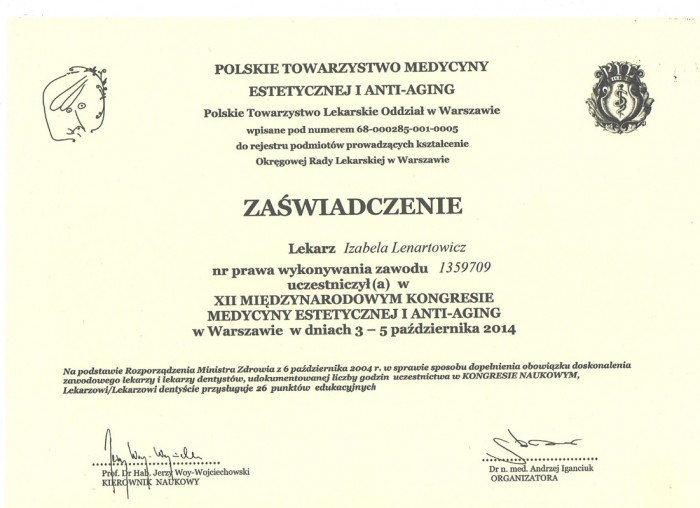 POLSKIE TOWARZYSTWO MEDYCYNY
ESTETYCZNEJ I ANTI-AGING
Polskie Towarzystwo Lekarskie Oddział w Warszawie
wpisane pod numerem 68-000285-001-0005
do rejestru podmiotów prowadzących kształcenie
Okręgowej Rady Lekarskiej w Warszawie
PTL
ZAŚWIADCZENIE
Lekarz Izabela Lenartowicz
nr prawa wykonywania zawodu 1359709
uczestniczył(a) w
XII MIĘDZYNARODOWYM KONGRESIE
MEDYCYNY ESTETYCZNEJ I ANTI-AGING
w Warszawie w dniach 3 – 5 października 2014
Na podstawie Rozporządzenia Ministra Zdrowia z 6 października 2004 r. w sprawie sposobu dopełnienia obowiązku doskonalenia
zawodowego lekarzy i lekarzy dentystów, udokumentowanej liczby godzin uczestnictwa w KONGRESIE NAUKOWYM,
Lekarzowi/Lekarzowi dentyście przysługuje 26 punktów edukacyjnych
Jerzy Woy-Woj
Prof. Dr Hab. Jerzy Woy-Wojciechowski
KIEROWNIK NAUKOWY
Dr n. med. Andrzej Ignaciuk
ORGANIZATORA